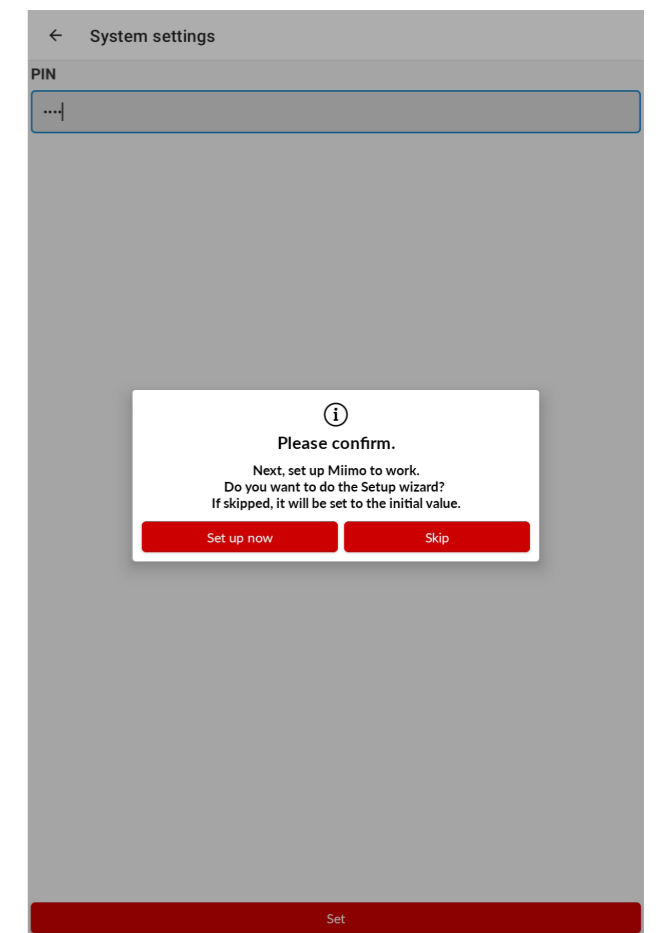 System settings
PIN
····
Please confirm.
Next, set up Miimo to work.
Do you want to do the Setup wizard?
If skipped, it will be set to the initial value.
Set up now
Skip
Set